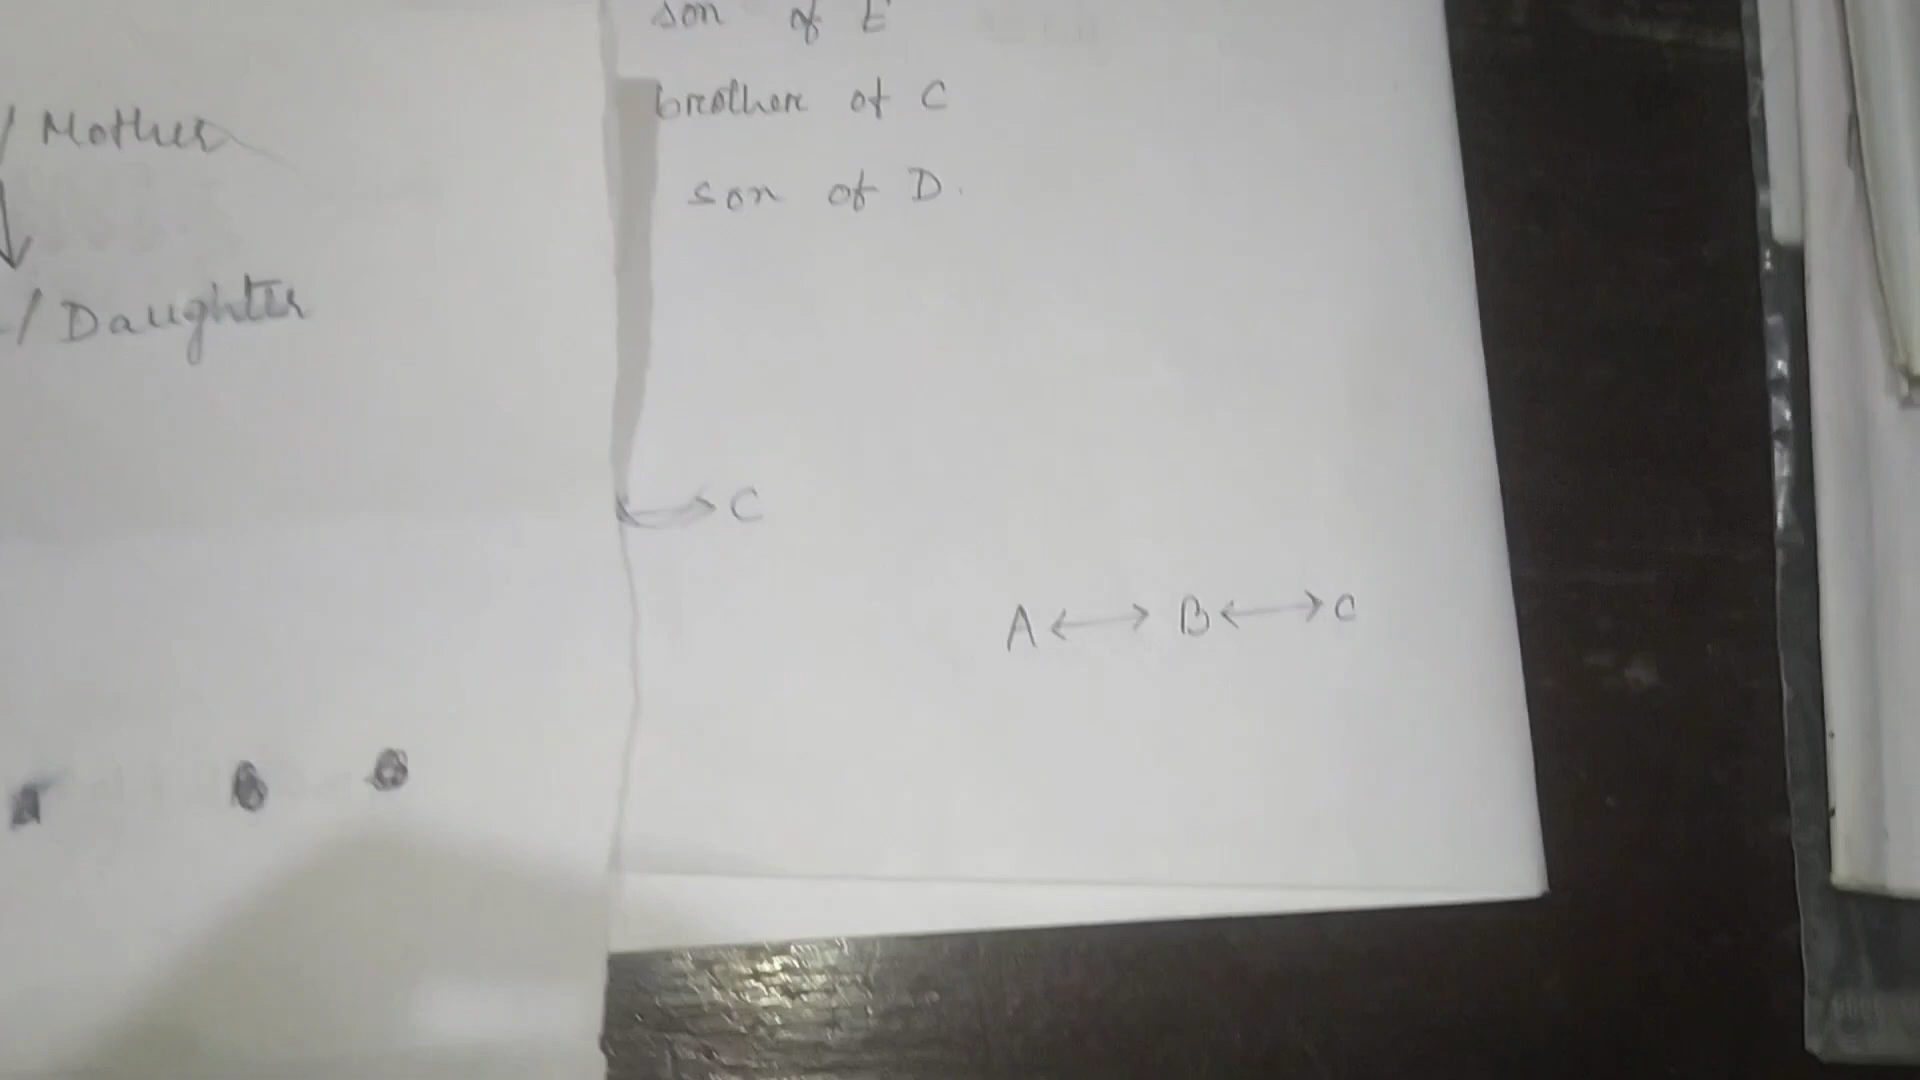 / Mother
/ Daughter
son of E
brother of C
son of D.
C
A <-> B <-> C